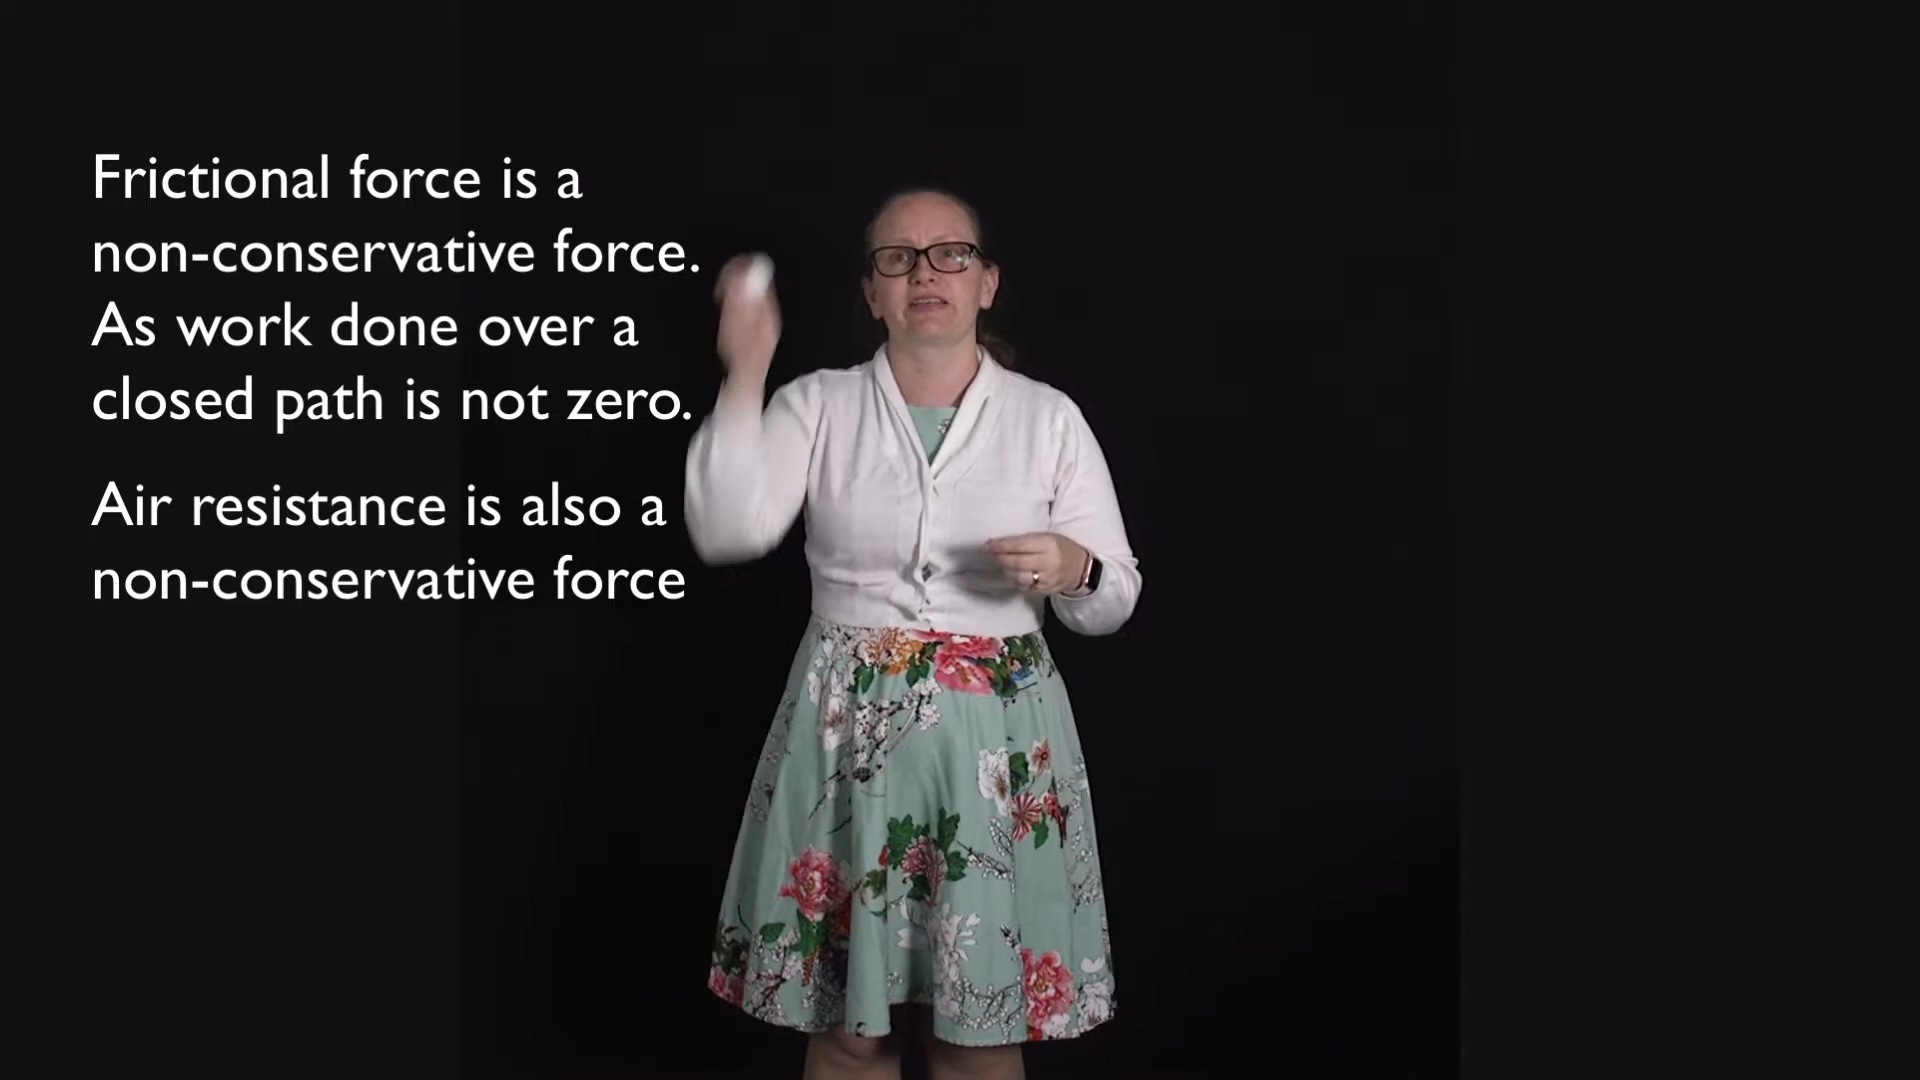 Frictional force is a
non-conservative force.
As work done over a
closed path is not zero.
Air resistance is also a
non-conservative force